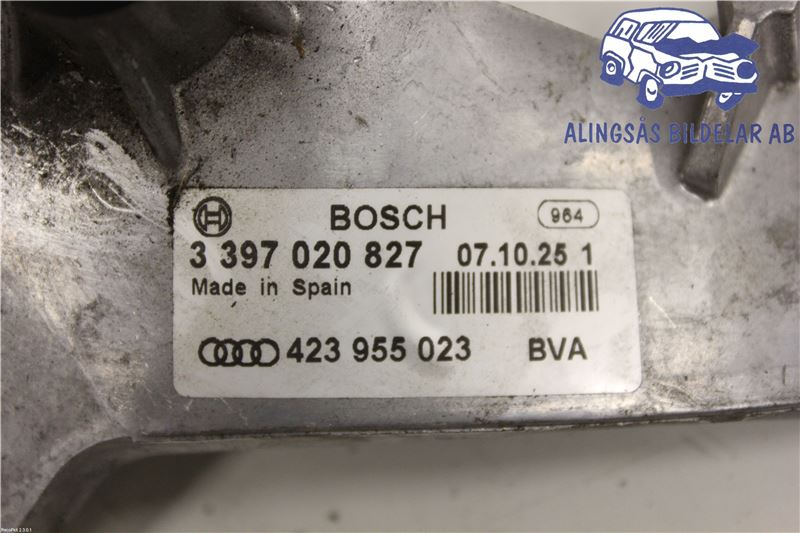 ALINGSÅS BILDELAR AB
BOSCH 964
3 397 020 827 07.10.25 1
Made in Spain
423 955 023 BVA